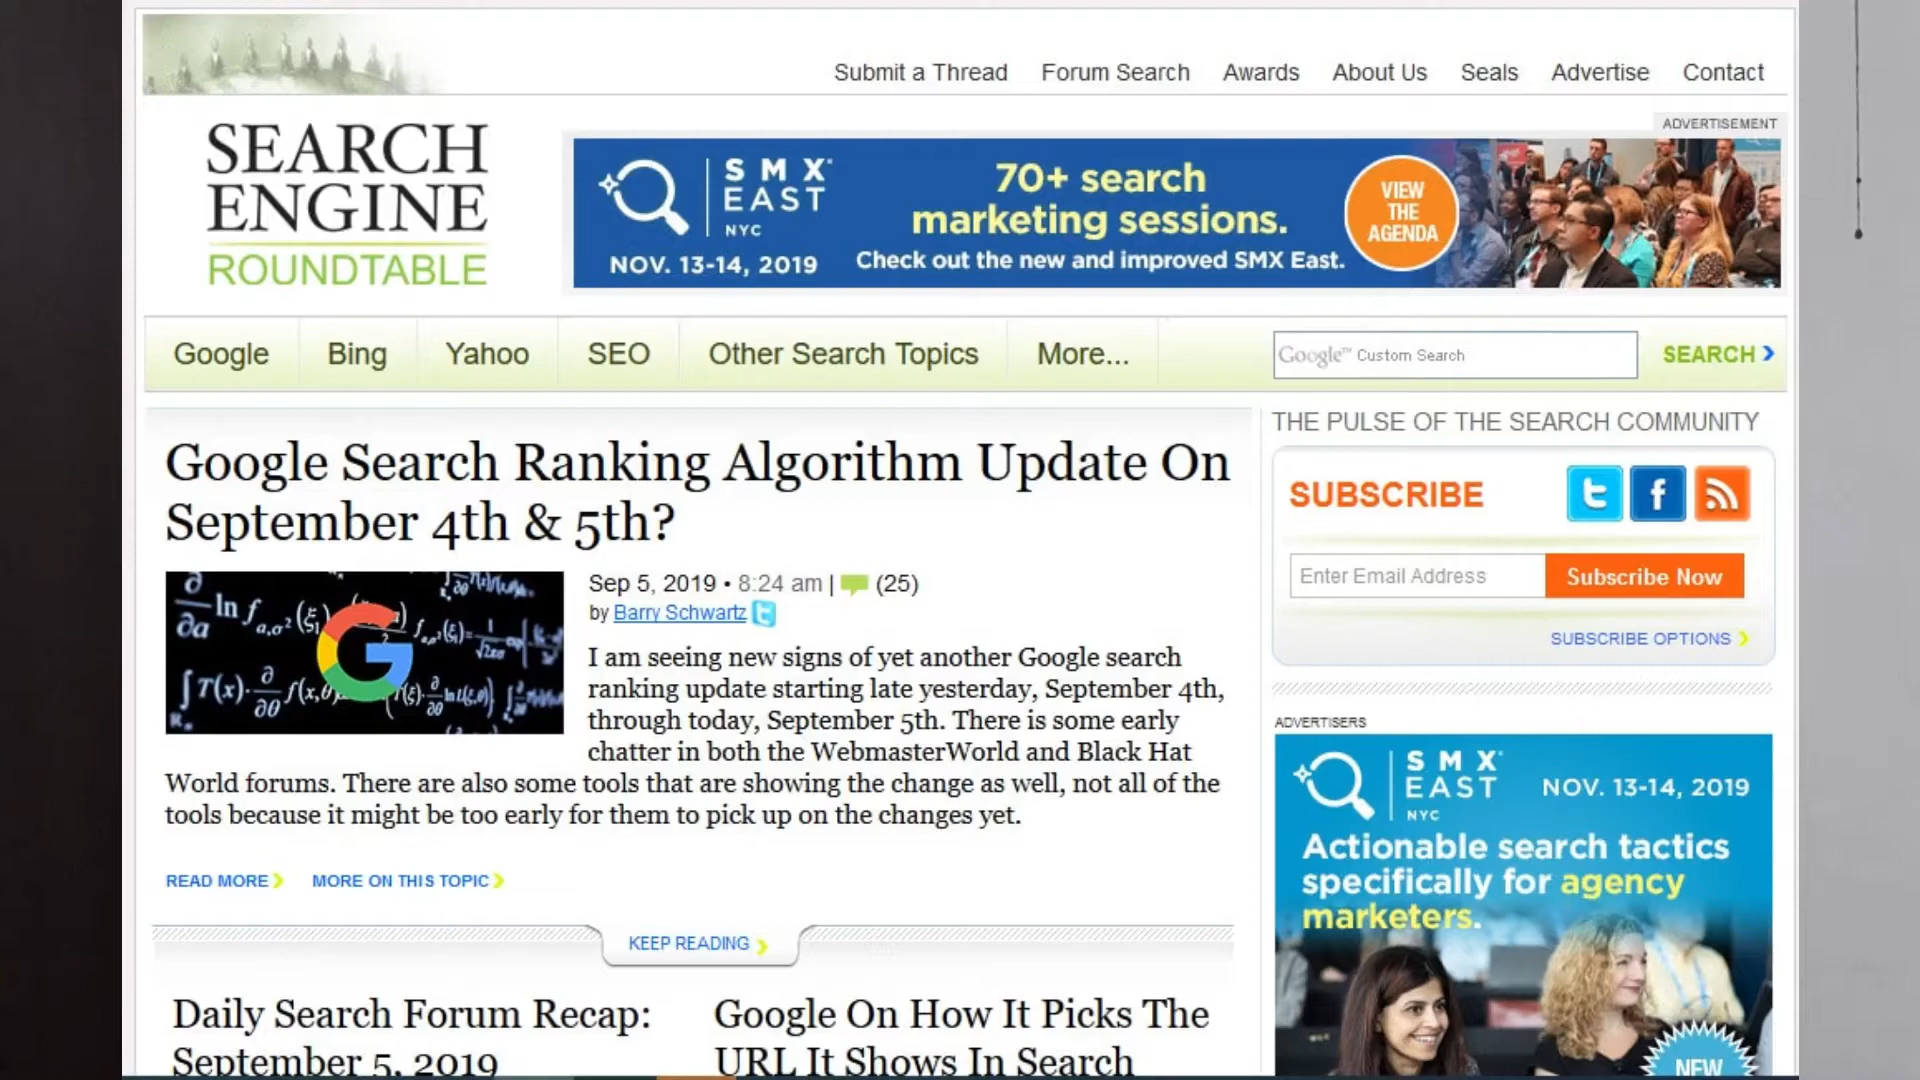 Submit a Thread Forum Search Awards About Us Seals Advertise Contact
SEARCH
ENGINE
ROUNDTABLE
ADVERTISEMENT
SMX
EAST
NYC
NOV. 13-14, 2019
70+ search
marketing sessions.
Check out the new and improved SMX East.
VIEW
THE
AGENDA
Google Bing Yahoo SEO Other Search Topics More...
Google™ Custom Search
SEARCH
Google Search Ranking Algorithm Update On
September 4th & 5th?
Sep 5, 2019 • 8:24 am | (25)
by Barry Schwartz
I am seeing new signs of yet another Google search
ranking update starting late yesterday, September 4th,
through today, September 5th. There is some early
chatter in both the WebmasterWorld and Black Hat
World forums. There are also some tools that are showing the change as well, not all of the
tools because it might be too early for them to pick up on the changes yet.
READ MORE MORE ON THIS TOPIC
KEEP READING
Daily Search Forum Recap:
September 5, 2019
Google On How It Picks The
URL It Shows In Search
THE PULSE OF THE SEARCH COMMUNITY
SUBSCRIBE
Enter Email Address
Subscribe Now
SUBSCRIBE OPTIONS
ADVERTISERS
SMX
EAST
NYC
NOV. 13-14, 2019
Actionable search tactics
specifically for agency
marketers.
NEW